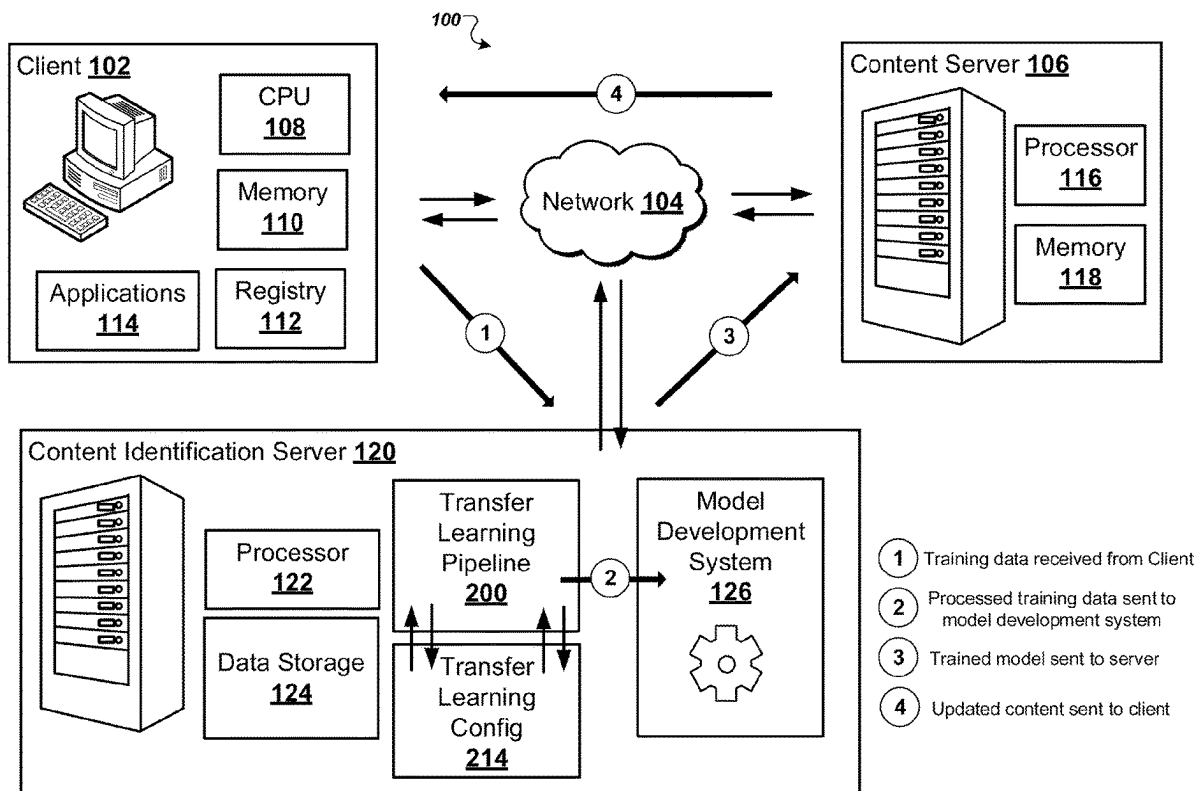 100
Client 102
CPU
108
Memory
110
Applications
114
Registry
112
4
Network 104
Content Server 106
Processor
116
Memory
118
1
3
Content Identification Server 120
Processor
122
Data Storage
124
Transfer
Learning
Pipeline
200
Transfer
Learning
Config
214
2
Model
Development
System
126
1 Training data received from Client
2 Processed training data sent to
model development system
3 Trained model sent to server
4 Updated content sent to client